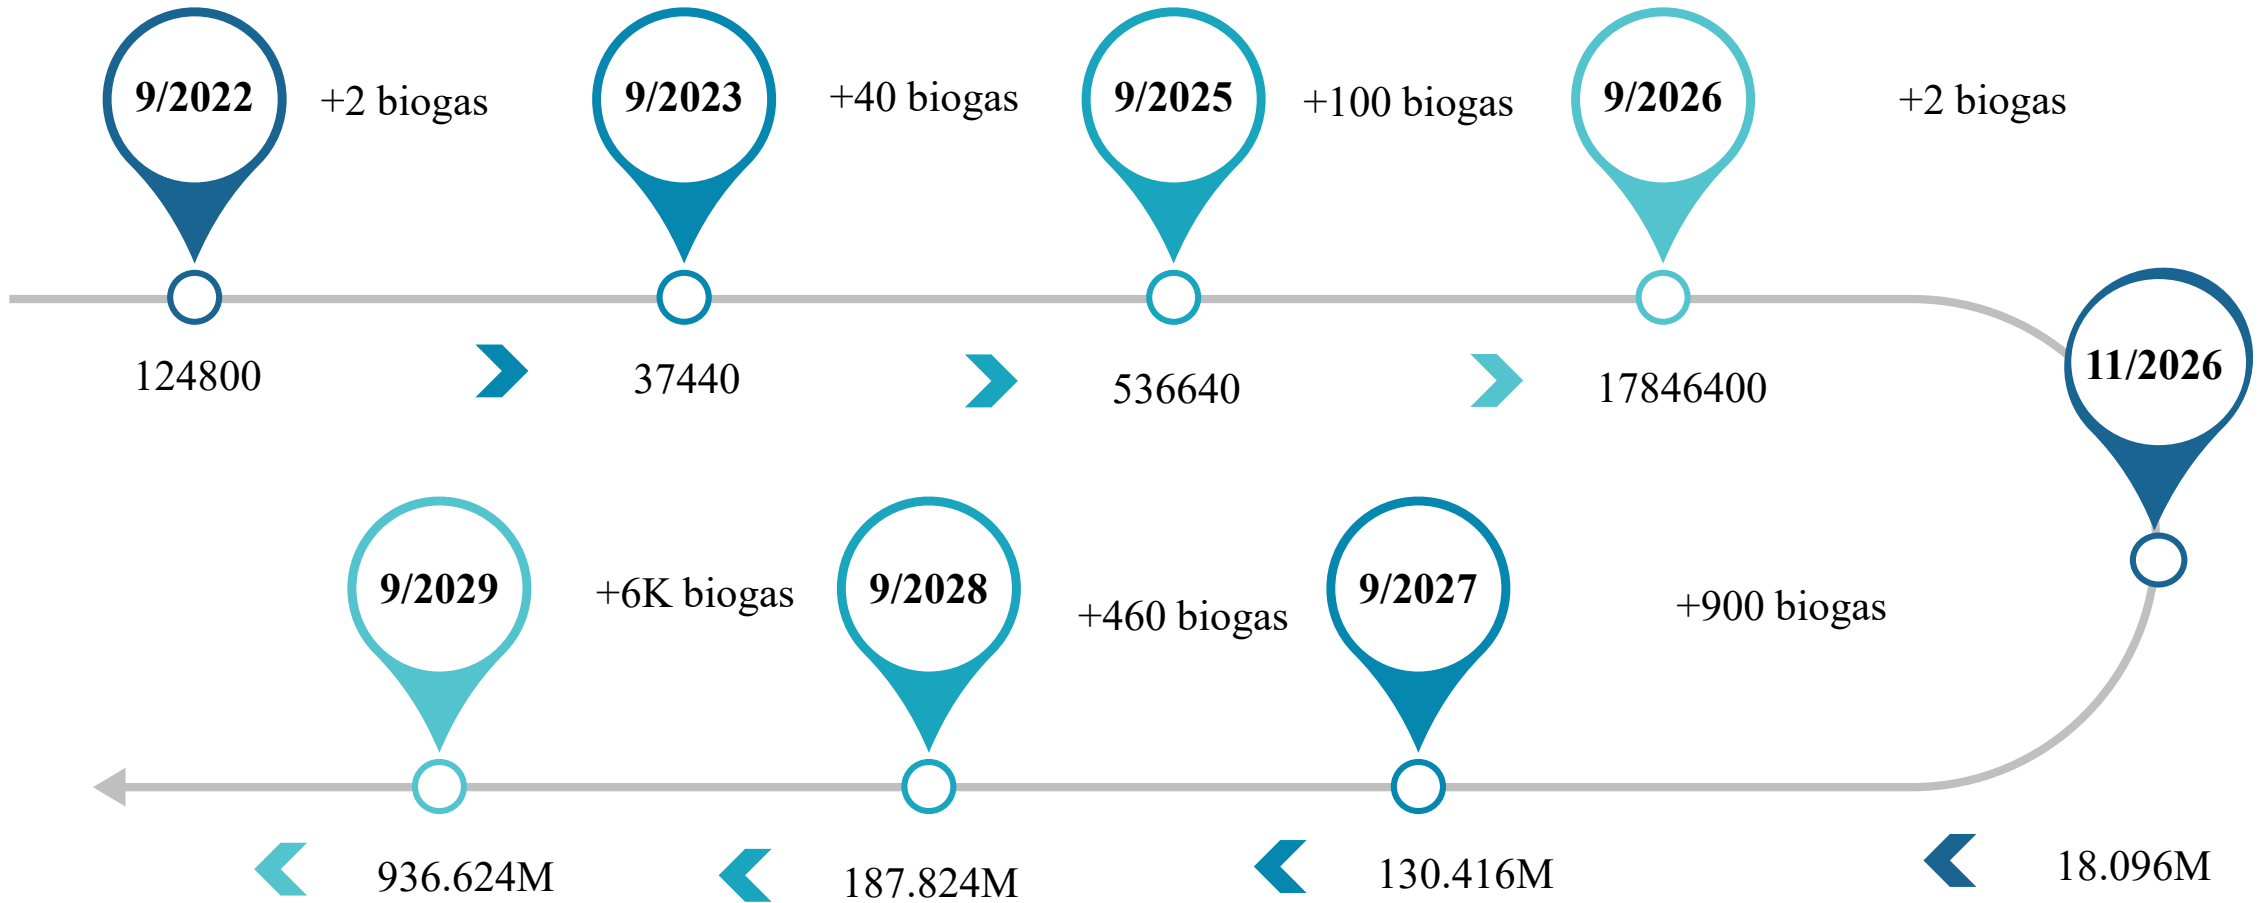 9/2022
+2 biogas
9/2023
+40 biogas
9/2025
+100 biogas
9/2026
+2 biogas
124800
37440
536640
17846400
11/2026
9/2029
+6K biogas
9/2028
+460 biogas
9/2027
+900 biogas
936.624M
187.824M
130.416M
18.096M